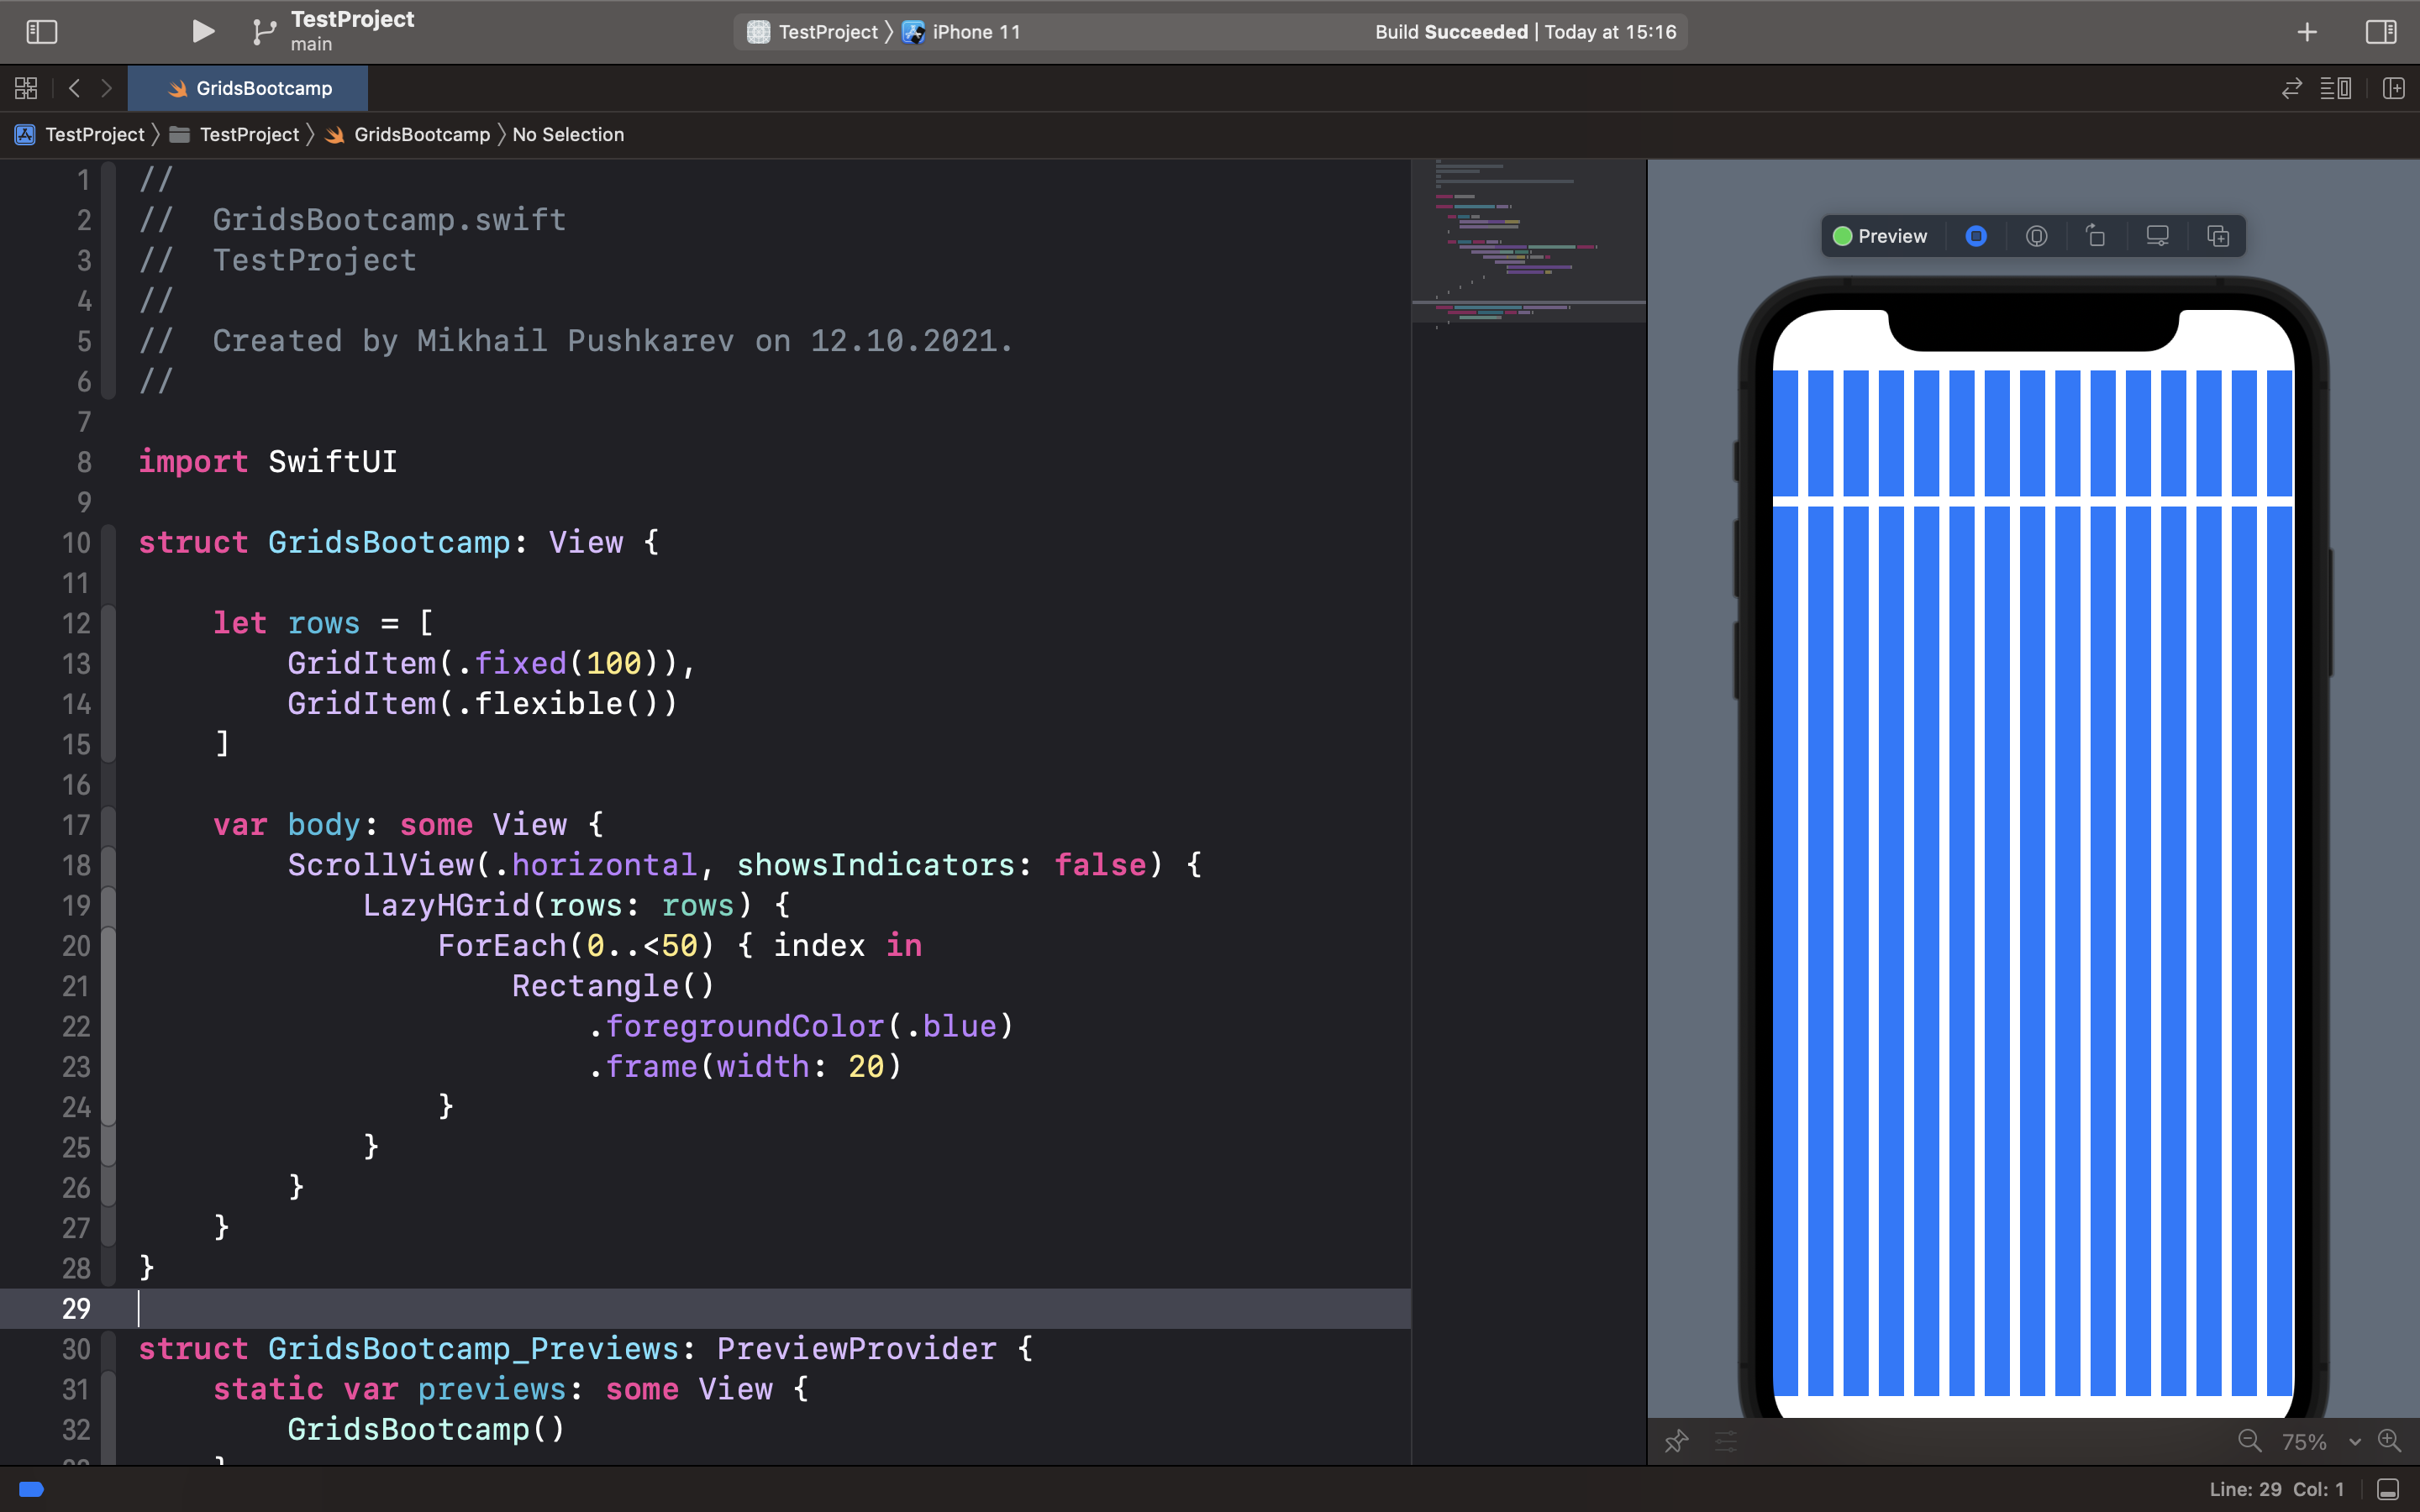 TestProject
main
TestProject 〉 iPhone 11
Build Succeeded | Today at 15:16
GridsBootcamp
TestProject 〉 TestProject 〉 GridsBootcamp 〉 No Selection
1 //
2 //  GridsBootcamp.swift
3 //  TestProject
4 //
5 //  Created by Mikhail Pushkarev on 12.10.2021.
6 //
7
8 import SwiftUI
9
10 struct GridsBootcamp: View {
11
12     let rows = [
13         GridItem(.fixed(100)),
14         GridItem(.flexible())
15     ]
16
17     var body: some View {
18         ScrollView(.horizontal, showsIndicators: false) {
19             LazyHGrid(rows: rows) {
20                 ForEach(0..<50) { index in
21                     Rectangle()
22                         .foregroundColor(.blue)
23                         .frame(width: 20)
24                 }
25             }
26         }
27     }
28 }
29
30 struct GridsBootcamp_Previews: PreviewProvider {
31     static var previews: some View {
32         GridsBootcamp()
Preview
75%
Line: 29 Col: 1